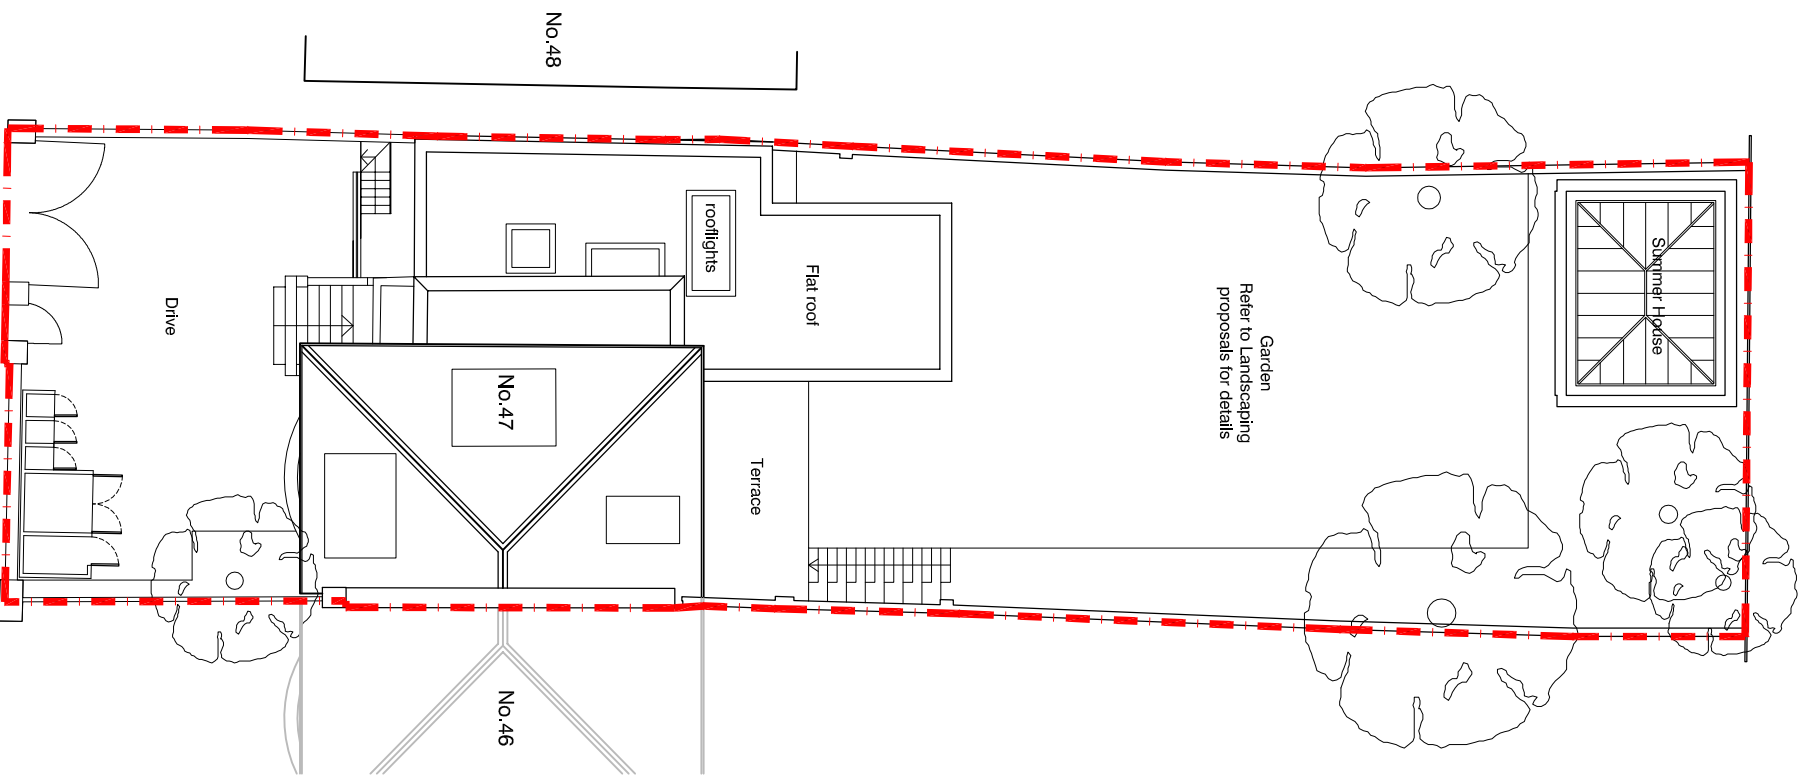 No.48
rooflights
Flat roof
Drive
Garden
Refer to Landscaping
proposals for details
Summer House
No.47
Terrace
No.46